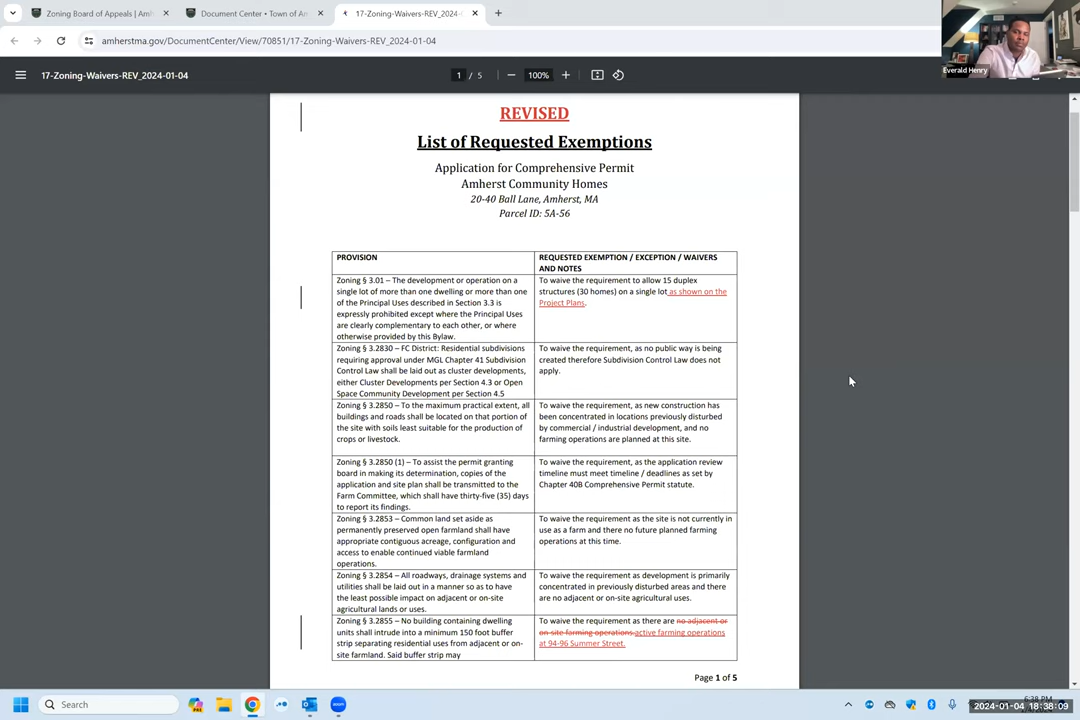 Zoning Board of Appeals | Amh
Document Center • Town of Am
17-Zoning-Waivers-REV_2024-01-
amherstma.gov/DocumentCenter/View/70851/17-Zoning-Waivers-REV_2024-01-04
Everald Henry
17-Zoning-Waivers-REV_2024-01-04
1 / 5
100%
REVISED
List of Requested Exemptions
Application for Comprehensive Permit
Amherst Community Homes
20-40 Ball Lane, Amherst, MA
Parcel ID: 5A-56
PROVISION
REQUESTED EXEMPTION / EXCEPTION / WAIVERS
AND NOTES
Zoning § 3.01 – The development or operation on a
single lot of more than one dwelling or more than one
of the Principal Uses described in Section 3.3 is
expressly prohibited except where the Principal Uses
are clearly complementary to each other, or where
otherwise provided by this Bylaw.
To waive the requirement to allow 15 duplex
structures (30 homes) on a single lot as shown on the
Project Plans.
Zoning § 3.2830 – FC District: Residential subdivisions
requiring approval under MGL Chapter 41 Subdivision
Control Law shall be laid out as cluster developments,
either Cluster Developments per Section 4.3 or Open
Space Community Development per Section 4.5
To waive the requirement, as no public way is being
created therefore Subdivision Control Law does not
apply.
Zoning § 3.2850 – To the maximum practical extent, all
buildings and roads shall be located on that portion of
the site with soils least suitable for the production of
crops or livestock.
To waive the requirement, as new construction has
been concentrated in locations previously disturbed
by commercial / industrial development, and no
farming operations are planned at this site.
Zoning § 3.2850 (1) – To assist the permit granting
board in making its determination, copies of the
application and site plan shall be transmitted to the
Farm Committee, which shall have thirty-five (35) days
to report its findings.
To waive the requirement, as the application review
timeline must meet timeline / deadlines as set by
Chapter 40B Comprehensive Permit statute.
Zoning § 3.2853 – Common land set aside as
permanently preserved open farmland shall have
appropriate contiguous acreage, configuration and
access to enable continued viable farmland
operations.
To waive the requirement as the site is not currently in
use as a farm and there no future planned farming
operations at this time.
Zoning § 3.2854 – All roadways, drainage systems and
utilities shall be laid out in a manner so as to have
the least possible impact on adjacent or on-site
agricultural lands or uses.
To waive the requirement as development is primarily
concentrated in previously disturbed areas and there
are no adjacent or on-site agricultural uses.
Zoning § 3.2855 – No building containing dwelling
units shall intrude into a minimum 150 foot buffer
strip separating residential uses from adjacent or on-
site farmland. Said buffer strip may
To waive the requirement as there are no adjacent or
on-site farming operations active farming operations
at 94-96 Summer Street.
Page 1 of 5
Search
6:38 PM
2024-01-04 18:38:09